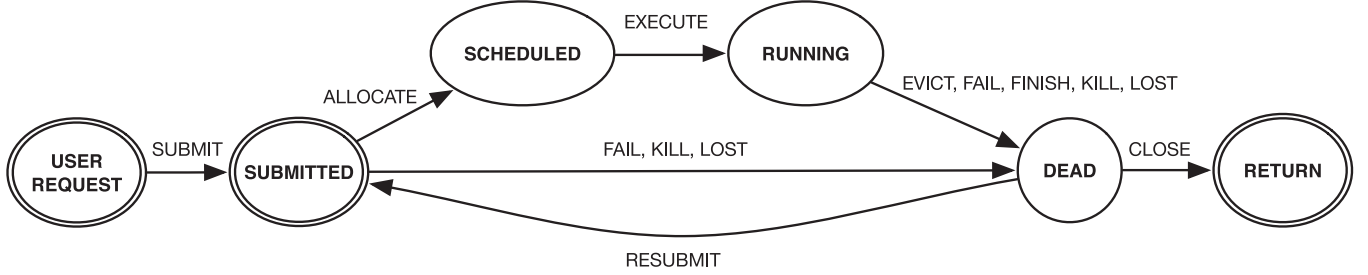 EXECUTE
SCHEDULED
RUNNING
EVICT, FAIL, FINISH, KILL, LOST
ALLOCATE
USER
REQUEST
SUBMIT
SUBMITTED
FAIL, KILL, LOST
DEAD
CLOSE
RETURN
RESUBMIT